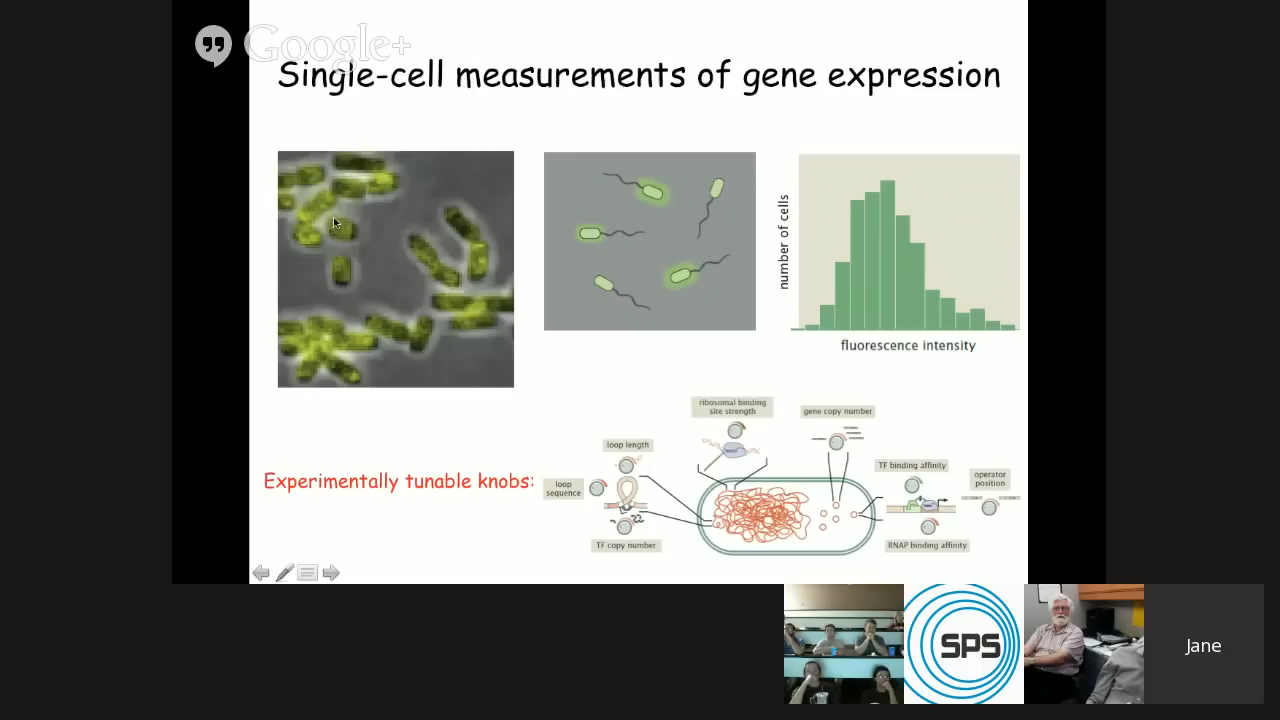 Google+
Single-cell measurements of gene expression
number of cells
fluorescence intensity
Experimentally tunable knobs:
ribosomal binding
site strength
gene copy number
loop length
TF binding affinity
operator
position
loop
sequence
TF copy number
RNAP binding affinity
SPS
Jane